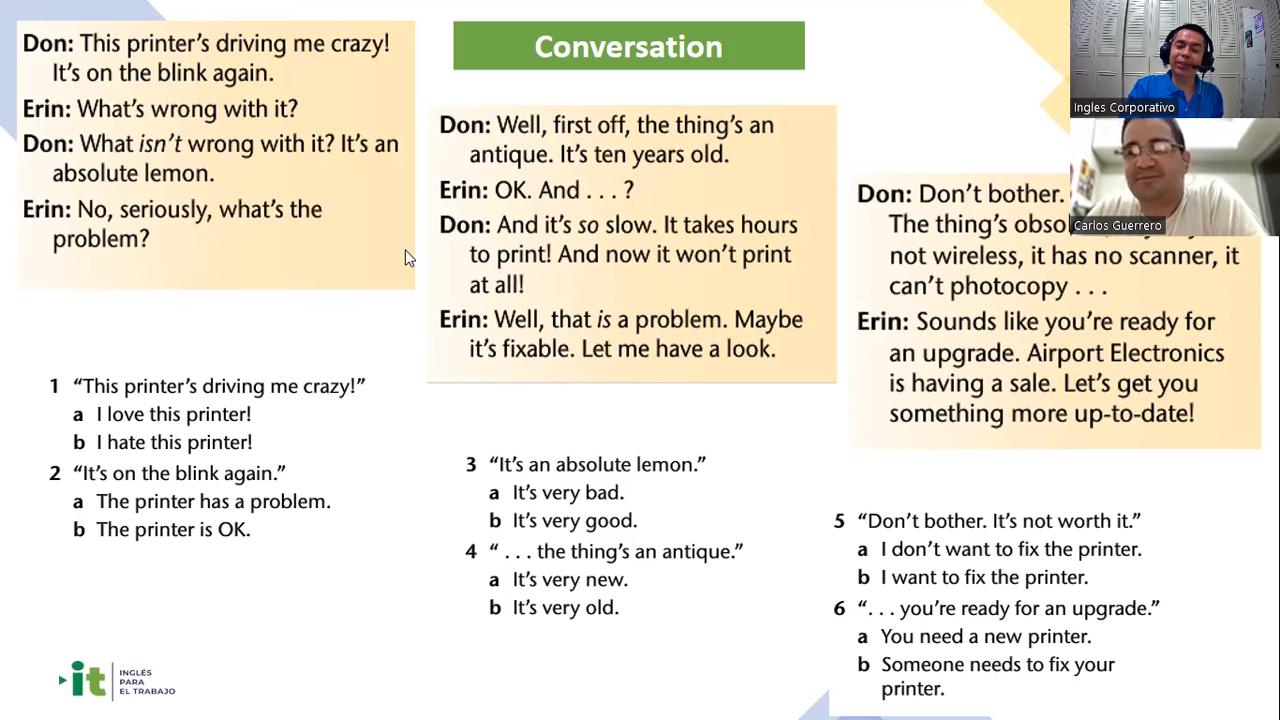 Conversation
Don: This printer's driving me crazy!
It's on the blink again.
Erin: What's wrong with it?
Don: What isn't wrong with it? It's an
absolute lemon.
Erin: No, seriously, what's the
problem?
Don: Well, first off, the thing's an
antique. It's ten years old.
Erin: OK. And . . . ?
Don: And it's so slow. It takes hours
to print! And now it won't print
at all!
Erin: Well, that is a problem. Maybe
it's fixable. Let me have a look.
Don: Don't bother.
The thing's
not wireless, it has no scanner, it
can't photocopy . . .
Erin: Sounds like you're ready for
an upgrade. Airport Electronics
is having a sale. Let's get you
something more up-to-date!
1 "This printer's driving me crazy!"
a I love this printer!
b I hate this printer!
2 "It's on the blink again."
a The printer has a problem.
b The printer is OK.
3 "It's an absolute lemon."
a It's very bad.
b It's very good.
4 " . . . the thing's an antique."
a It's very new.
b It's very old.
5 "Don't bother. It's not worth it."
a I don't want to fix the printer.
b I want to fix the printer.
6 ". . . you're ready for an upgrade."
a You need a new printer.
b Someone needs to fix your
printer.
Ingles Corporativo
Carlos Guerrero
it
INGLÉS
PARA
EL TRABAJO